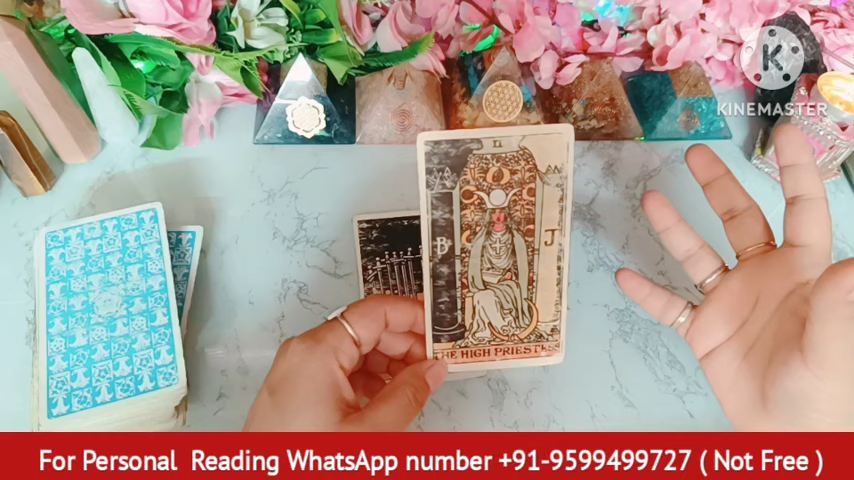 K
KINEMASTER
II
B
J
THE HIGH PRIESTESS
For Personal Reading WhatsApp number +91-9599499727 ( Not Free )